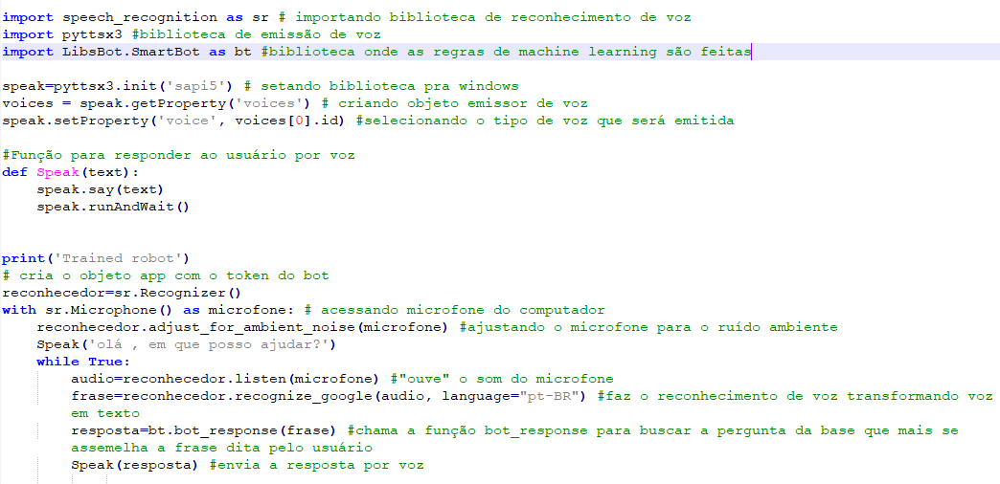 import speech_recognition as sr # importando biblioteca de reconhecimento de voz
import pyttsx3 #biblioteca de emissão de voz
import LibsBot.SmartBot as bt #biblioteca onde as regras de machine learning são feitas

speak=pyttsx3.init('sapi5') # setando biblioteca pra windows
voices = speak.getProperty('voices') # criando objeto emissor de voz
speak.setProperty('voice', voices[0].id) #selecionando o tipo de voz que será emitida

#Função para responder ao usuário por voz
def Speak(text):
    speak.say(text)
    speak.runAndWait()


print('Trained robot')
# cria o objeto app com o token do bot
reconhecedor=sr.Recognizer()
with sr.Microphone() as microfone: # acessando microfone do computador
    reconhecedor.adjust_for_ambient_noise(microfone) #ajustando o microfone para o ruído ambiente
    Speak('olá , em que posso ajudar?')
    while True:
        audio=reconhecedor.listen(microfone) #"ouve" o som do microfone
        frase=reconhecedor.recognize_google(audio, language="pt-BR") #faz o reconhecimento de voz transformando voz
        em texto
        resposta=bt.bot_response(frase) #chama a função bot_response para buscar a pergunta da base que mais se
        assemelha a frase dita pelo usuário
        Speak(resposta) #envia a resposta por voz